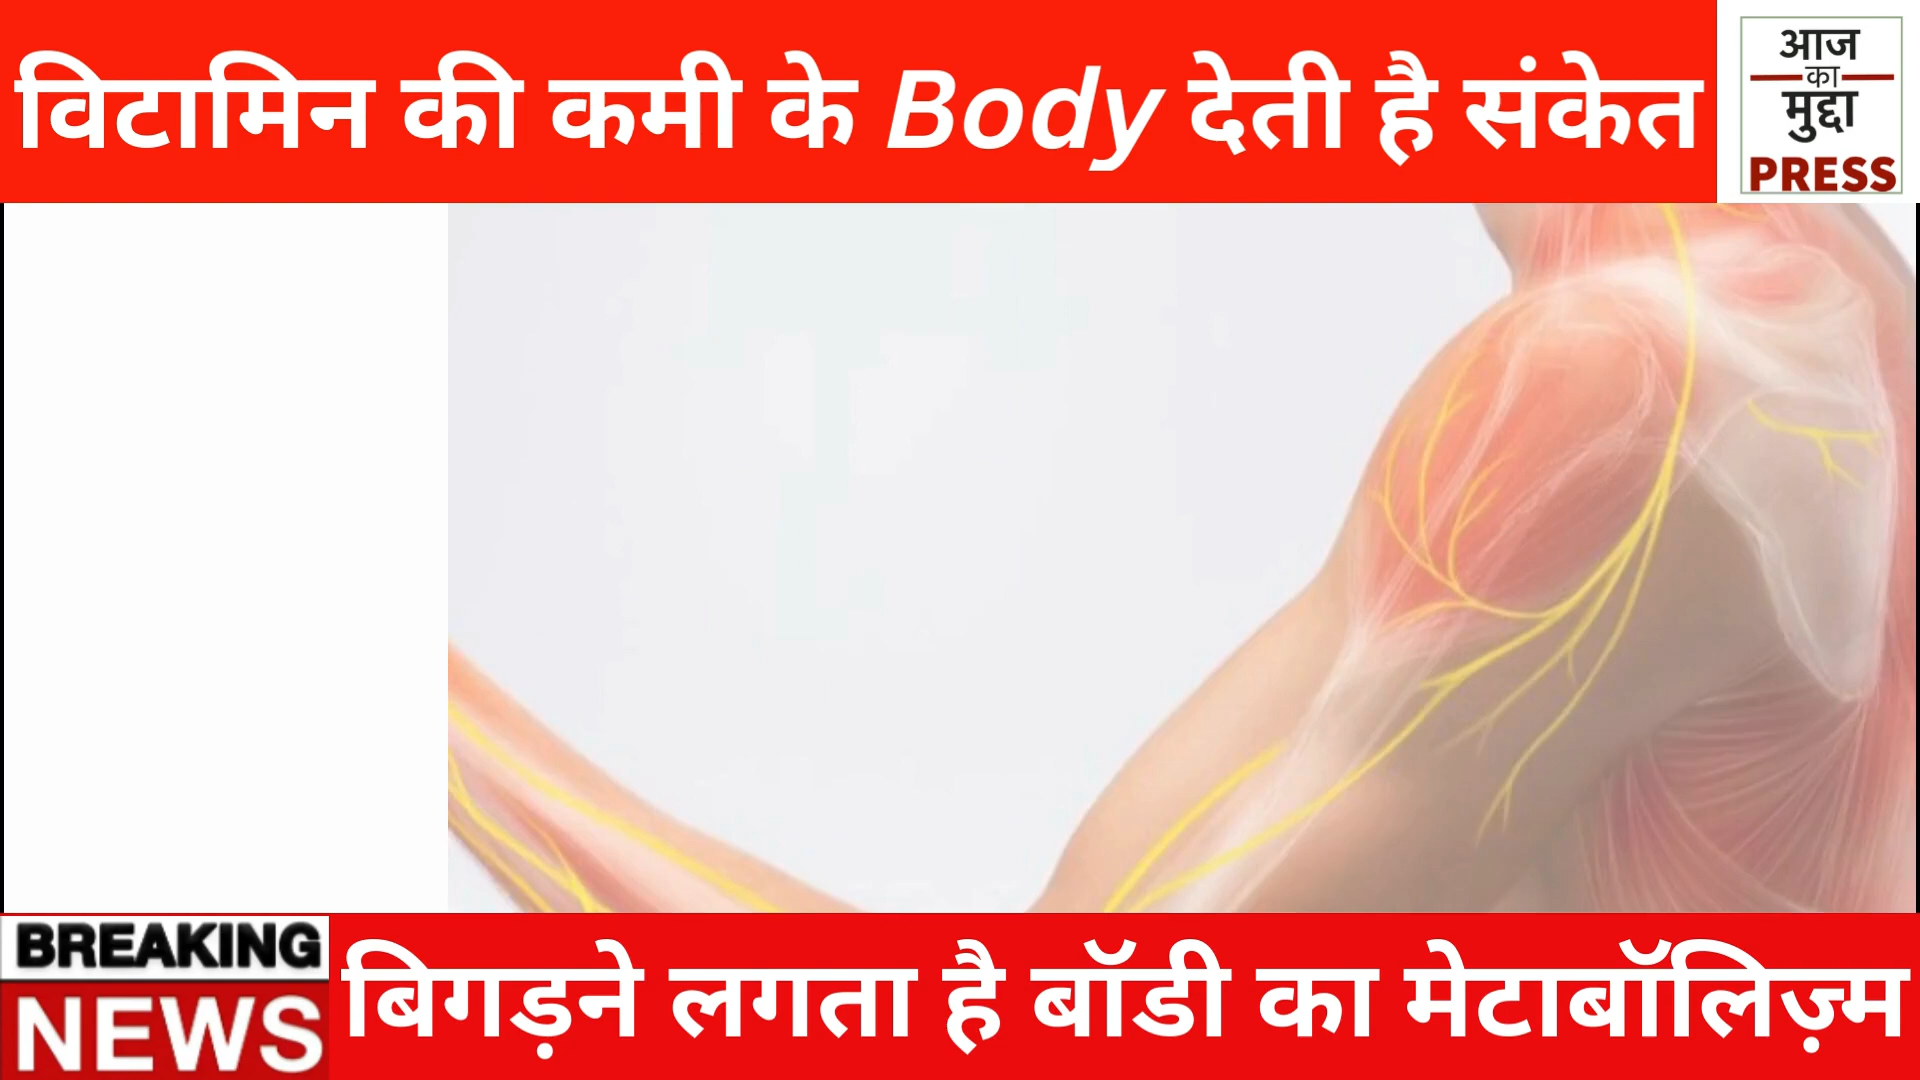 विटामिन की कमी के Body देती है संकेत
आज
का
मुद्दा
PRESS
BREAKING
NEWS
बिगड़ने लगता है बॉडी का मेटाबॉलिज़्म